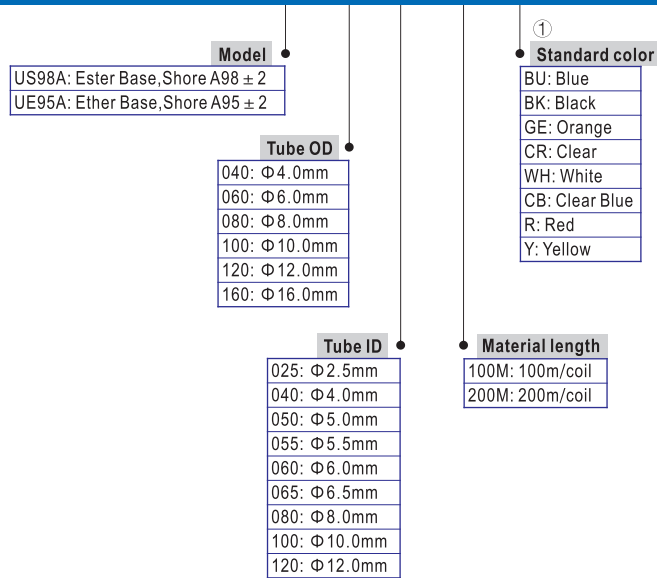 ①
Model
US98A: Ester Base,Shore A98 ± 2
UE95A: Ether Base,Shore A95 ± 2
Standard color
BU: Blue
BK: Black
GE: Orange
CR: Clear
WH: White
CB: Clear Blue
R: Red
Y: Yellow
Tube OD
040: Φ4.0mm
060: Φ6.0mm
080: Φ8.0mm
100: Φ10.0mm
120: Φ12.0mm
160: Φ16.0mm
Tube ID
025: Φ2.5mm
040: Φ4.0mm
050: Φ5.0mm
055: Φ5.5mm
060: Φ6.0mm
065: Φ6.5mm
080: Φ8.0mm
100: Φ10.0mm
120: Φ12.0mm
Material length
100M: 100m/coil
200M: 200m/coil